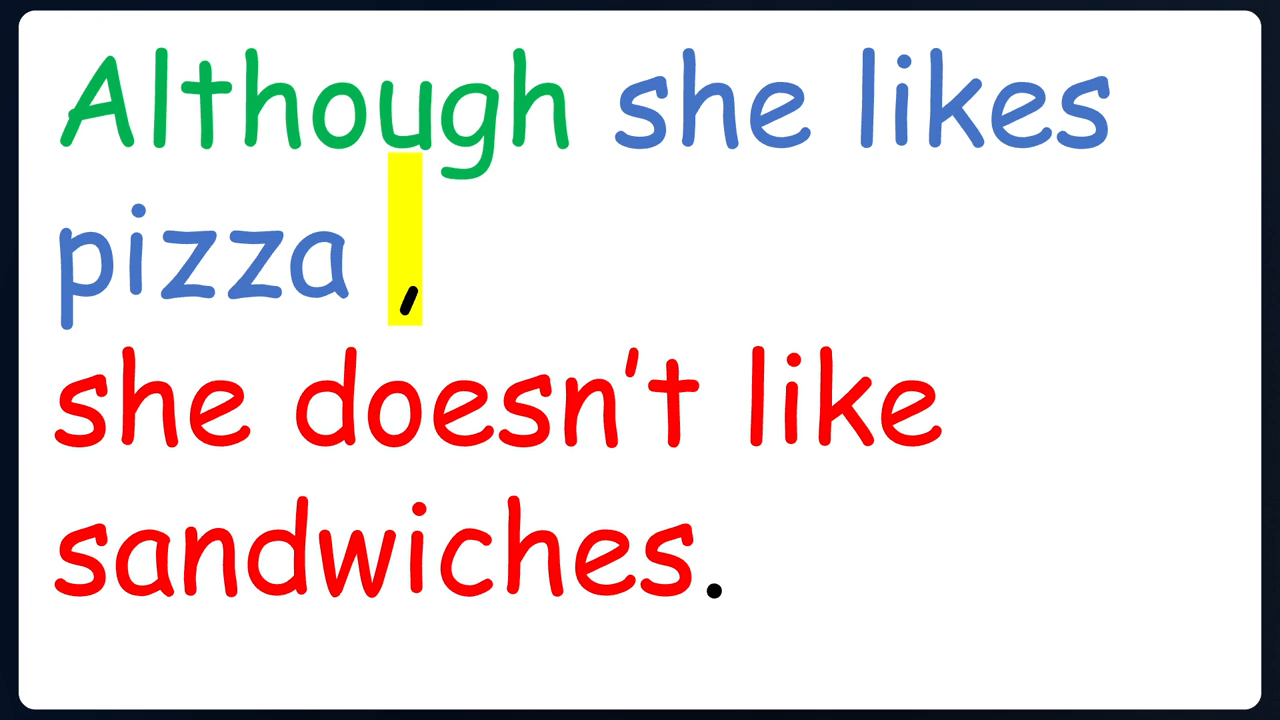 Although she likes
pizza ,
she doesn’t like
sandwiches.